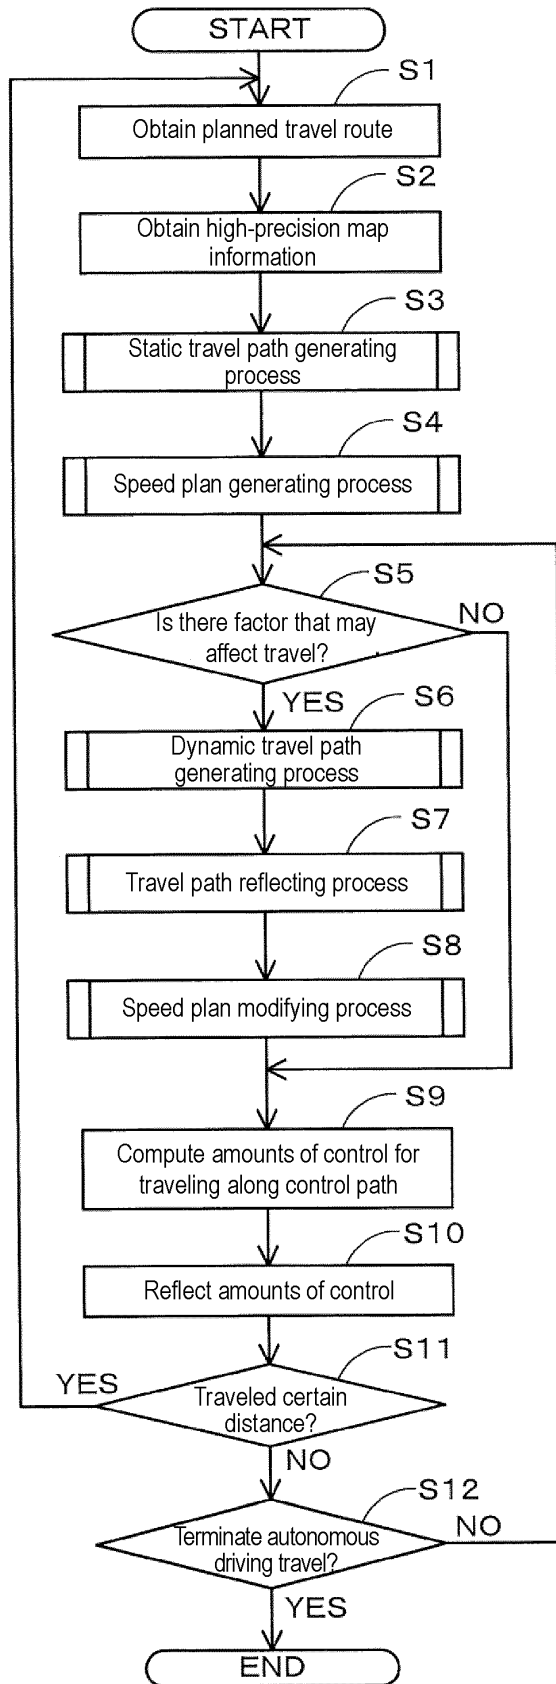 START
S1
Obtain planned travel route
S2
Obtain high-precision map
information
S3
Static travel path generating
process
S4
Speed plan generating process
S5
Is there factor that may
affect travel?
NO
YES
S6
Dynamic travel path
generating process
S7
Travel path reflecting process
S8
Speed plan modifying process
S9
Compute amounts of control for
traveling along control path
S10
Reflect amounts of control
S11
YES
Traveled certain
distance?
NO
S12
Terminate autonomous
driving travel?
NO
YES
END